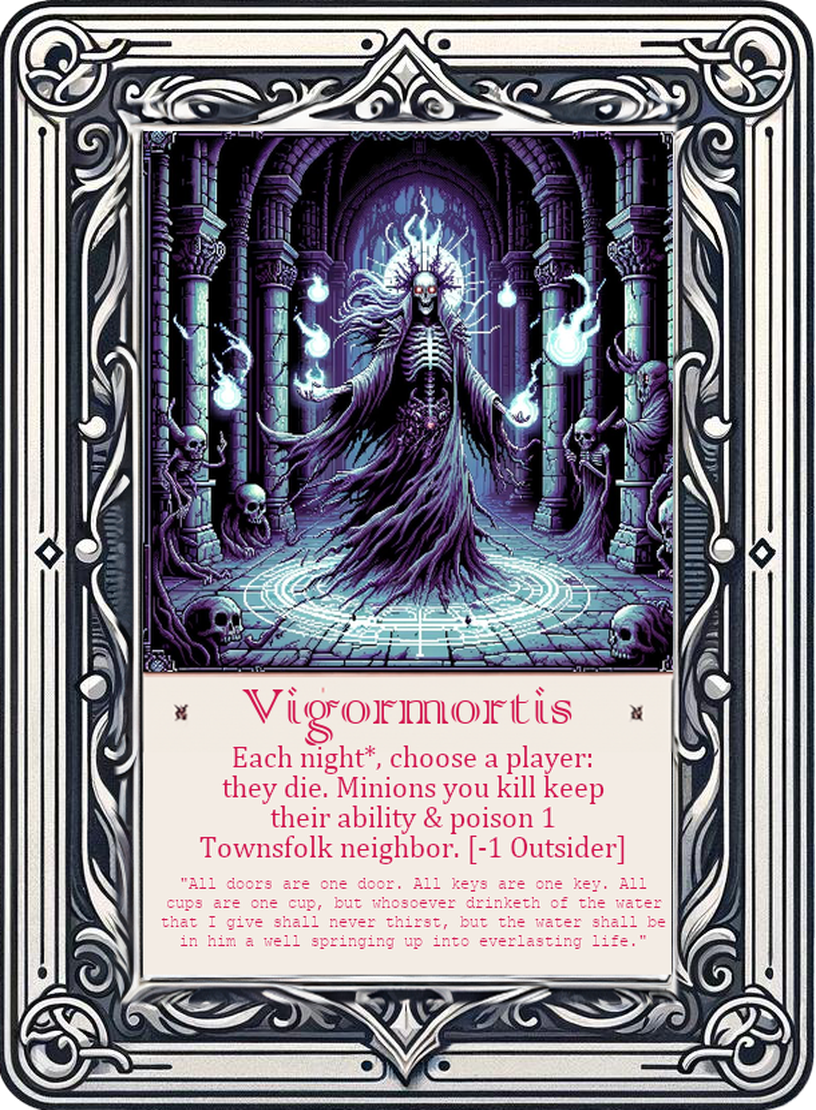 Vigormortis
Each night*, choose a player:
they die. Minions you kill keep
their ability & poison 1
Townsfolk neighbor. [-1 Outsider]
"All doors are one door. All keys are one key. All
cups are one cup, but whosoever drinketh of the water
that I give shall never thirst, but the water shall be
in him a well springing up into everlasting life."